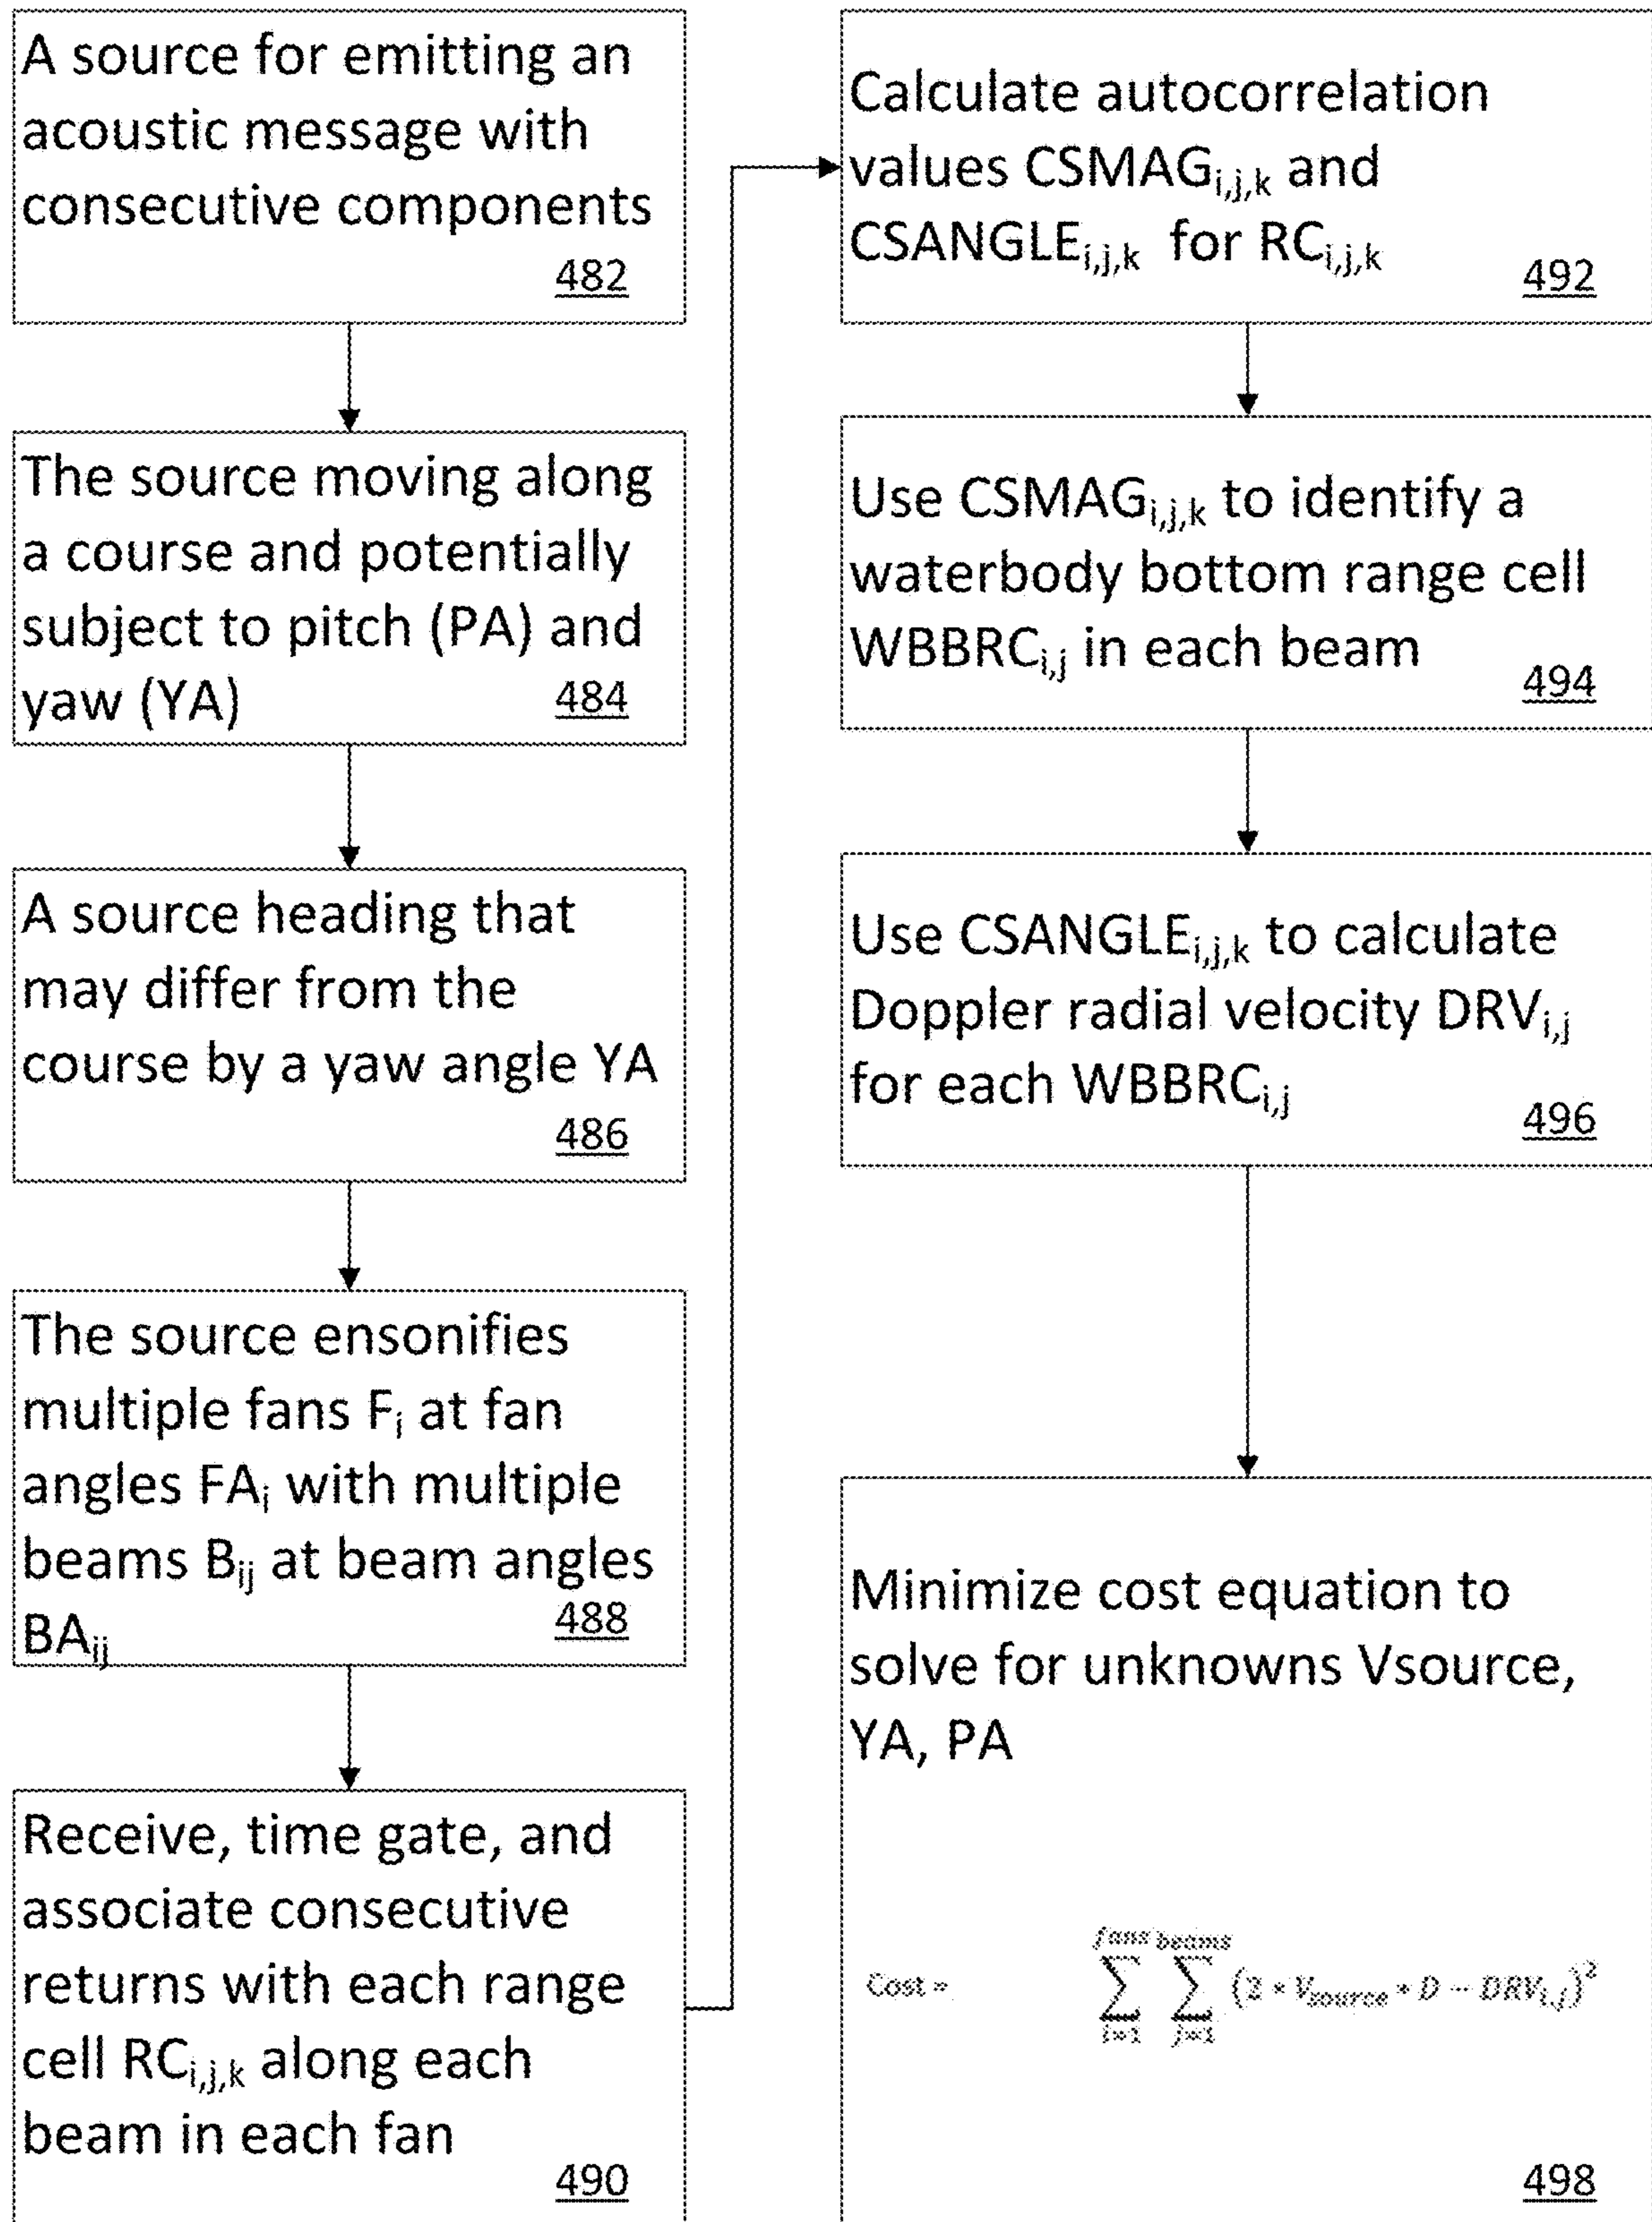 A source for emitting an
acoustic message with
consecutive components
482
The source moving along
a course and potentially
subject to pitch (PA) and
yaw (YA)
484
A source heading that
may differ from the
course by a yaw angle YA
486
The source ensonifies
multiple fans Fi at fan
angles FAi with multiple
beams Bij at beam angles
BAij
488
Receive, time gate, and
associate consecutive
returns with each range
cell RCi,j,k along each
beam in each fan
490
Calculate autocorrelation
values CSMAGi,j,k and
CSANGLEi,j,k for RCi,j,k
492
Use CSMAGi,j,k to identify a
waterbody bottom range cell
WBBRCi,j in each beam
494
Use CSANGLEi,j,k to calculate
Doppler radial velocity DRVi,j
for each WBBRCi,j
496
Minimize cost equation to
solve for unknowns Vsource,
YA, PA
fans beams
Cost = ∑ ∑ (2 * Vsource * D − DRVi,j)²
i=1 j=1
498